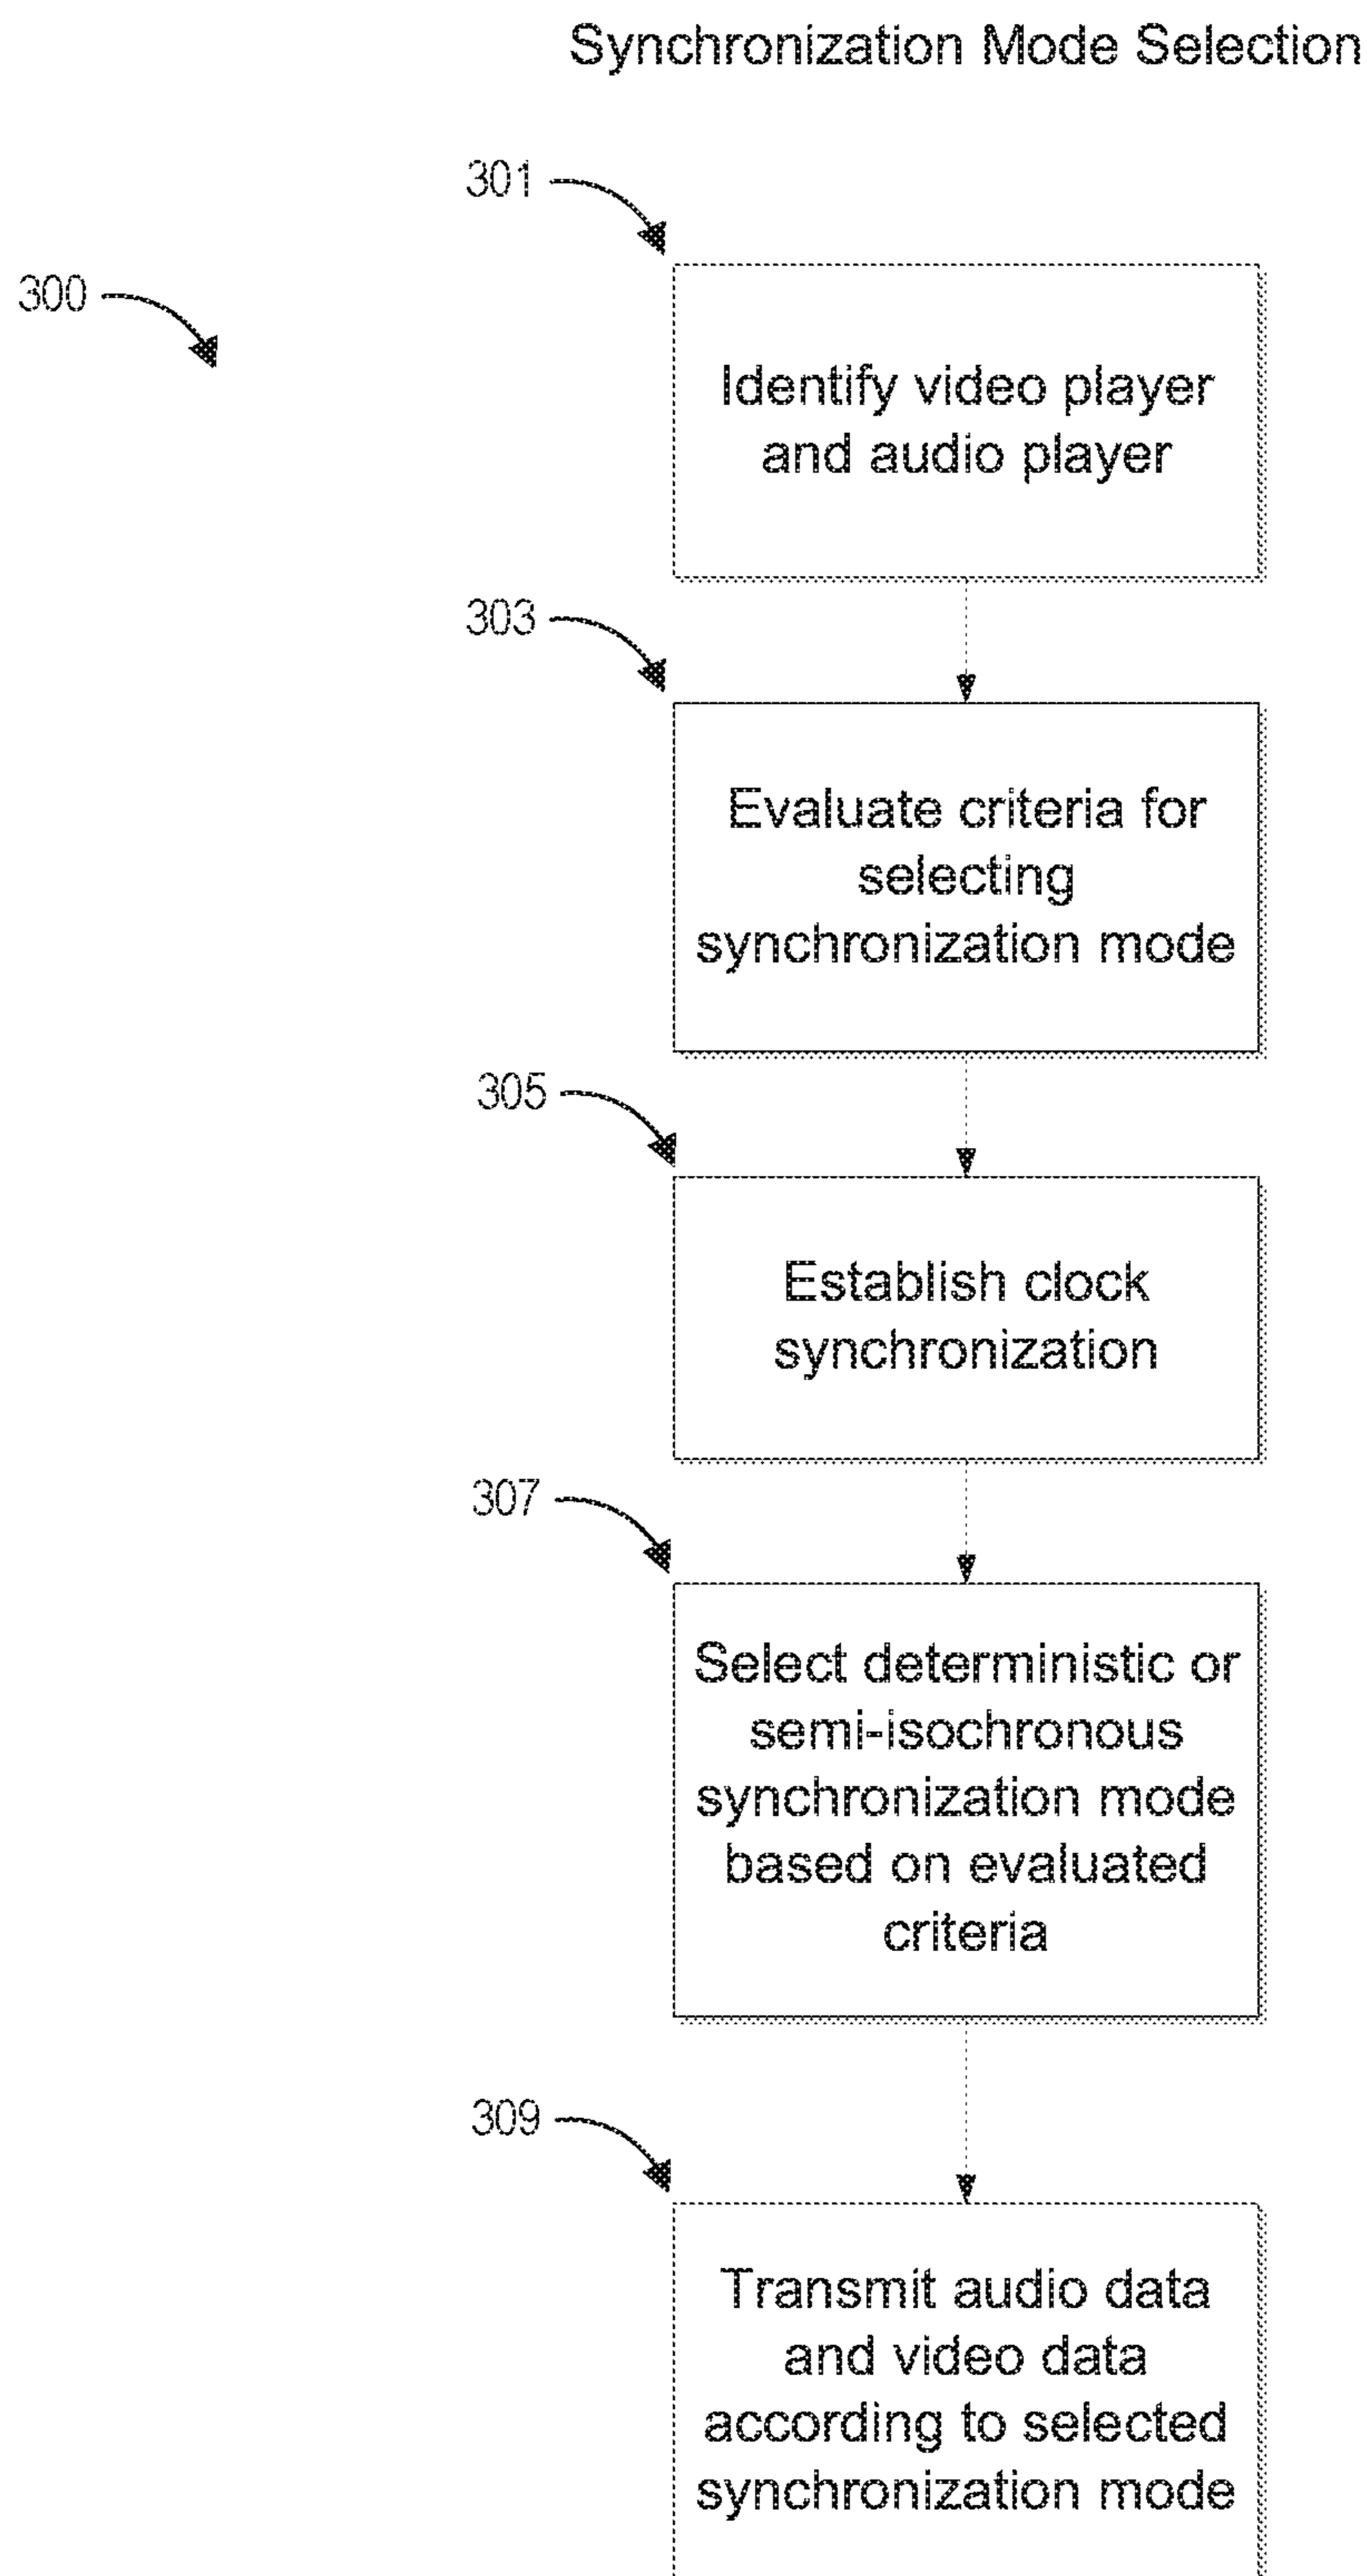 Synchronization Mode Selection
301
300
Identify video player
and audio player
303
Evaluate criteria for
selecting
synchronization mode
305
Establish clock
synchronization
307
Select deterministic or
semi-isochronous
synchronization mode
based on evaluated
criteria
309
Transmit audio data
and video data
according to selected
synchronization mode